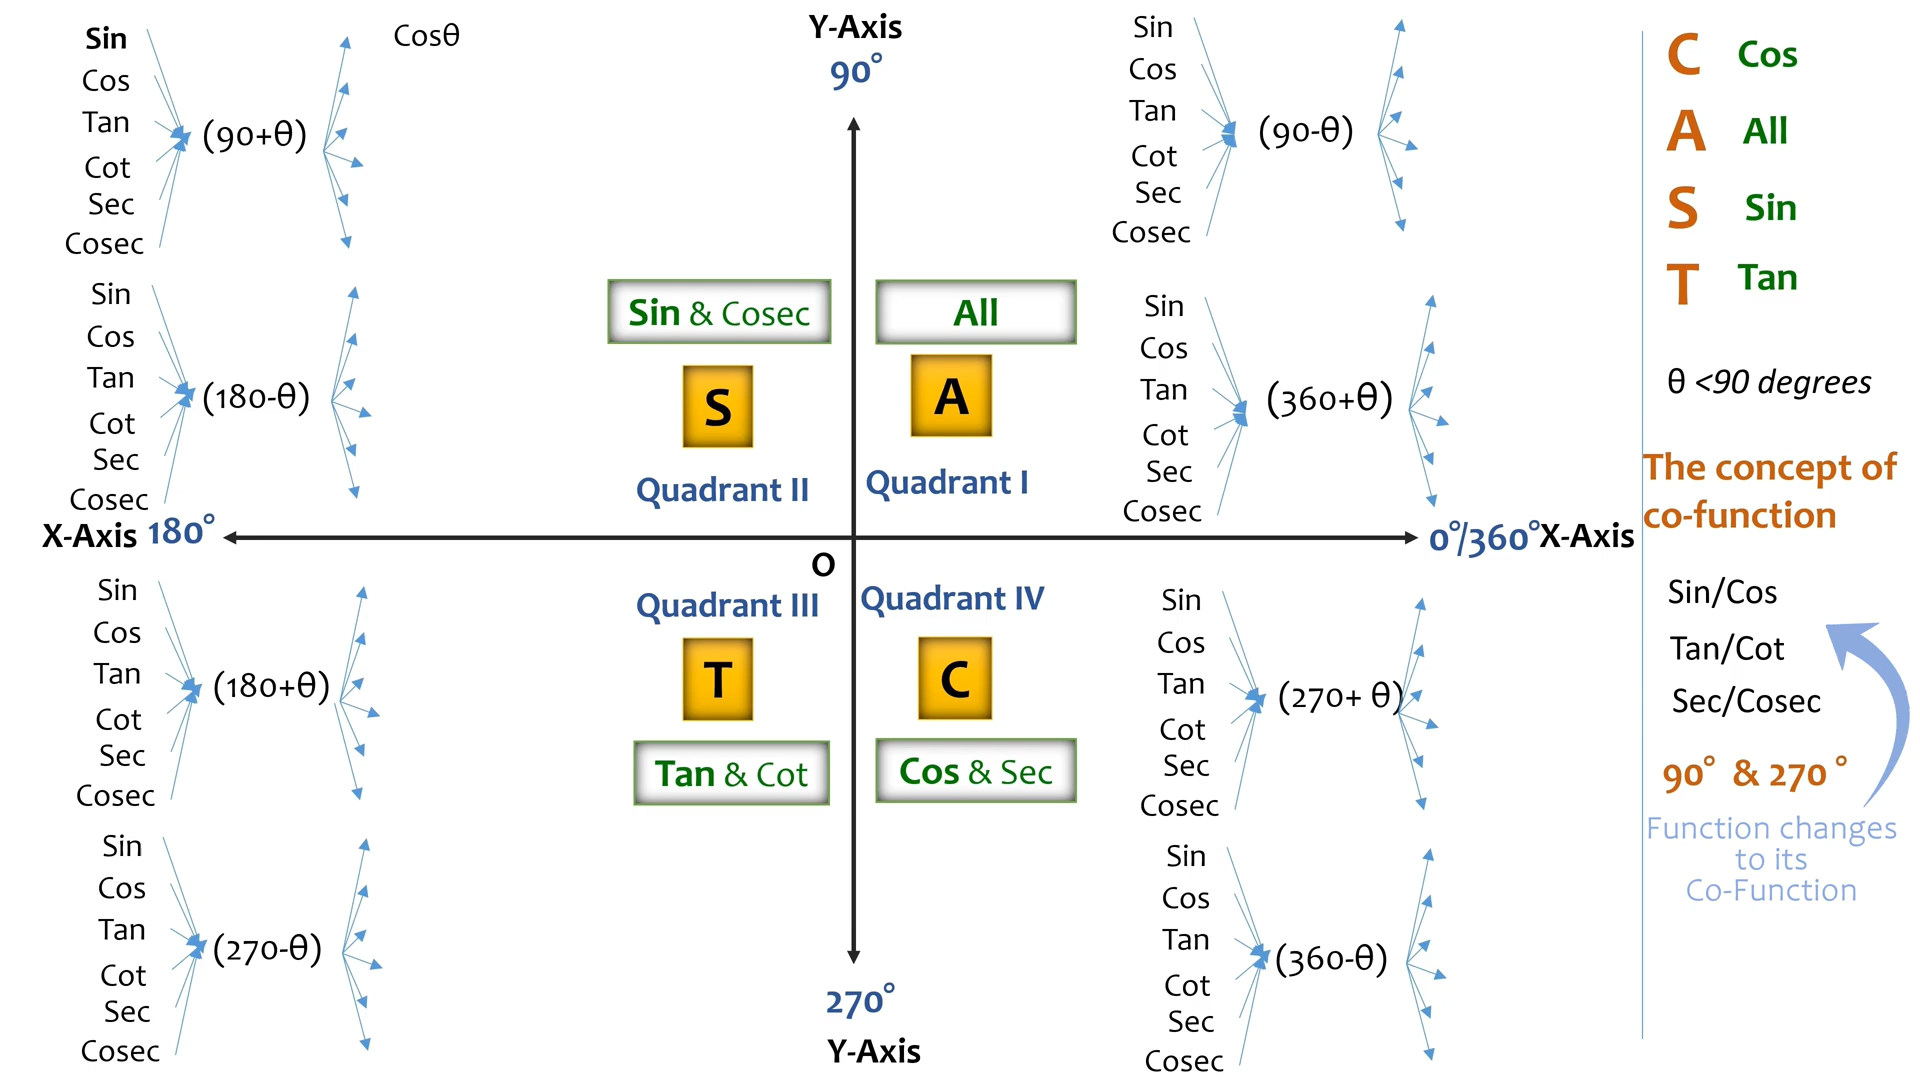 Sin
Cosθ
Cos
Tan
(90+θ)
Cot
Sec
Cosec
Sin
Cos
Tan
(180-θ)
Cot
Sec
Cosec
Y-Axis
90°
Sin
Cos
Tan
(90-θ)
Cot
Sec
Cosec
Sin
Cos
Tan
(360+θ)
Cot
Sec
Cosec
Sin & Cosec
All
S
A
Quadrant II
Quadrant I
X-Axis 180°
0°/360° X-Axis
O
Quadrant III
Quadrant IV
T
C
Tan & Cot
Cos & Sec
Sin
Cos
Tan
(180+θ)
Cot
Sec
Cosec
Sin
Cos
Tan
(270-θ)
Cot
Sec
Cosec
270°
Y-Axis
Sin
Cos
Tan
(270+ θ)
Cot
Sec
Cosec
Sin
Cos
Tan
(360-θ)
Cot
Sec
Cosec
C Cos
A All
S Sin
T Tan
θ <90 degrees
The concept of
co-function
Sin/Cos
Tan/Cot
Sec/Cosec
90° & 270 °
Function changes
to its
Co-Function